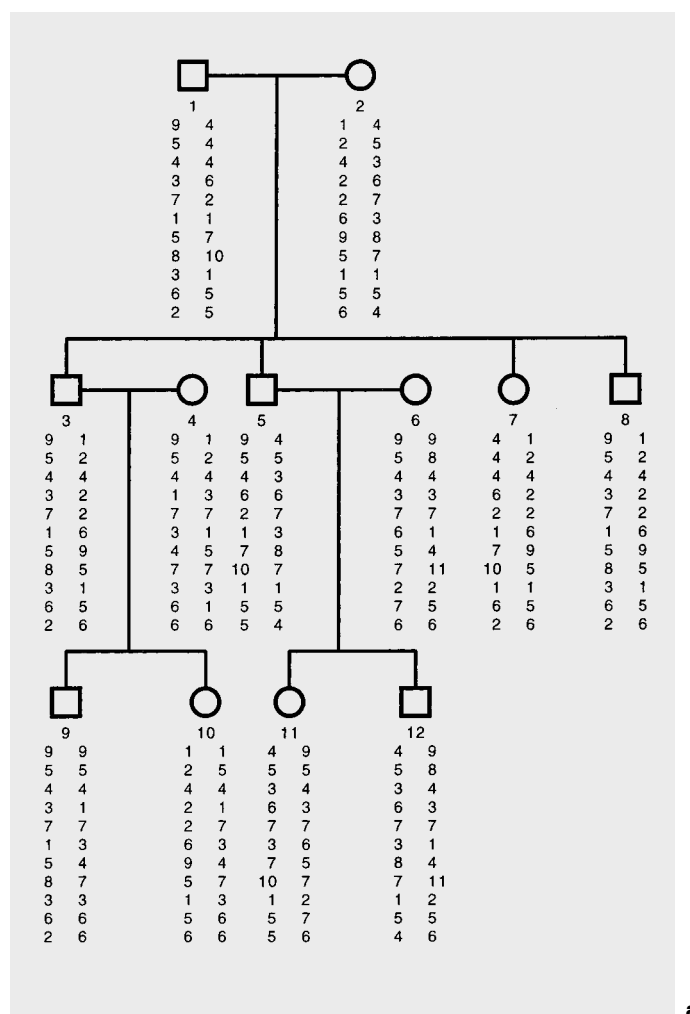 1 2
9 4 1 4
5 4 2 5
4 4 4 3
3 6 2 6
7 2 2 7
1 1 6 3
5 7 9 8
8 10 5 7
3 1 1 1
6 5 5 5
2 5 6 4
3 4 5 6 7 8
9 1 9 1 9 4 9 9 4 1 9 1
5 2 5 2 5 5 5 8 4 2 5 2
4 4 4 4 4 3 4 4 4 4 4 4
3 2 1 3 6 6 3 3 6 2 3 2
7 2 7 7 2 7 7 7 2 2 7 2
1 6 3 1 1 3 6 1 1 6 1 6
5 9 4 5 7 8 5 4 7 9 5 9
8 5 7 7 10 7 7 11 10 5 8 5
3 1 3 3 1 1 2 2 1 1 3 1
6 5 6 1 5 5 7 5 6 5 6 5
2 6 6 6 5 4 6 6 2 6 2 6
9 10 11 12
9 9 1 1 4 9 4 9
5 5 2 5 5 5 5 8
4 4 4 4 3 4 3 4
3 1 2 1 6 3 6 3
7 7 2 7 7 7 7 7
1 3 6 3 3 6 3 1
5 4 9 4 7 5 8 4
8 7 5 7 10 7 7 11
3 3 1 3 1 2 1 2
6 6 5 6 5 7 5 5
2 6 6 6 5 6 4 6